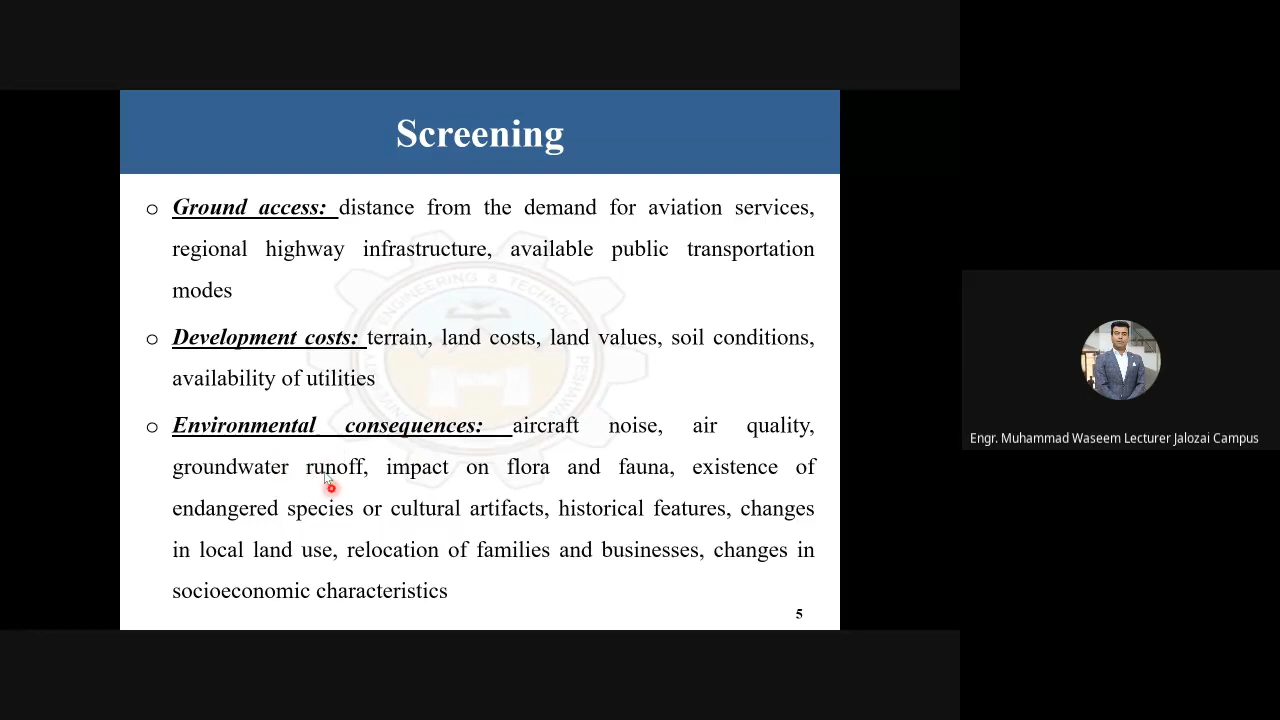 Screening
o Ground access: distance from the demand for aviation services,
regional highway infrastructure, available public transportation
modes
o Development costs: terrain, land costs, land values, soil conditions,
availability of utilities
o Environmental consequences: aircraft noise, air quality,
groundwater runoff, impact on flora and fauna, existence of
endangered species or cultural artifacts, historical features, changes
in local land use, relocation of families and businesses, changes in
socioeconomic characteristics
5
ENGINEERING & TECHNOLOGY
PESHAWAR
Engr. Muhammad Waseem Lecturer Jalozai Campus